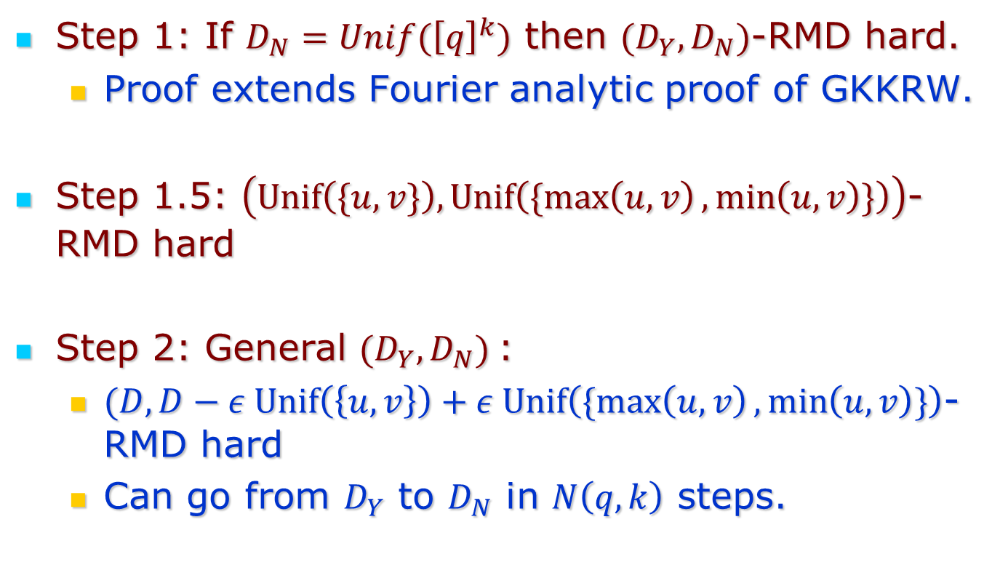 Step 1: If $D_N = Unif([q]^k)$ then $(D_Y, D_N)$-RMD hard.
Proof extends Fourier analytic proof of GKKRW.
Step 1.5: $(\mathrm{Unif}(\{u, v\}), \mathrm{Unif}(\{\max(u, v), \min(u, v)\}))$-
RMD hard
Step 2: General $(D_Y, D_N)$ :
$(D, D - \epsilon\ \mathrm{Unif}(\{u, v\}) + \epsilon\ \mathrm{Unif}(\{\max(u, v), \min(u, v)\})$-
RMD hard
Can go from $D_Y$ to $D_N$ in $N(q, k)$ steps.